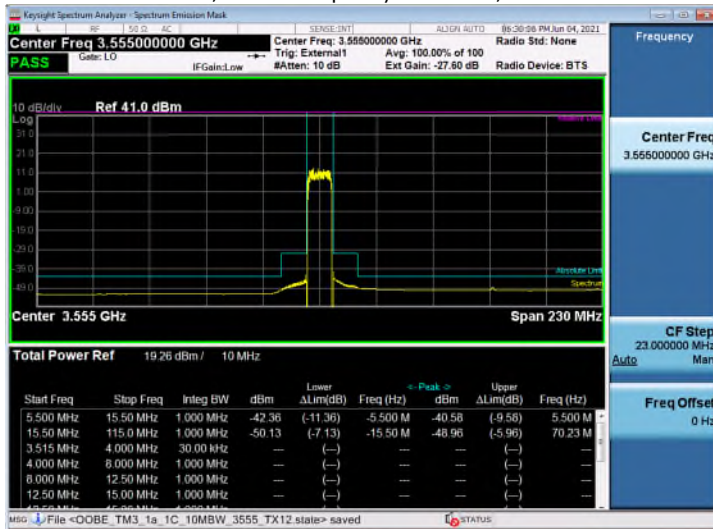 Keysight Spectrum Analyzer - Spectrum Emission Mask
L RF 50 Ω AC SENSE:INT ALIGN AUTO 06:30:06 PM Jun 04, 2021
Center Freq 3.555000000 GHz Center Freq: 3.555000000 GHz Radio Std: None
PASS Gate: LO Trig: External1 Avg: 100.00% of 100
IFGain:Low #Atten: 10 dB Ext Gain: -27.60 dB Radio Device: BTS
10 dB/div Ref 41.0 dBm
Log
31.0
21.0
11.0
1.00
-9.00
-19.0
-29.0
-39.0
-49.0
Absolute Limit
Spectrum
Center 3.555 GHz Span 230 MHz
Total Power Ref 19.26 dBm / 10 MHz
Lower <- Peak -> Upper
Start Freq Stop Freq Integ BW dBm ΔLim(dB) Freq (Hz) dBm ΔLim(dB) Freq (Hz)
5.500 MHz 15.50 MHz 1.000 MHz -42.36 (-11.36) -5.500 M -40.58 (-9.58) 5.500 M
15.50 MHz 115.0 MHz 1.000 MHz -50.13 (-7.13) -15.50 M -48.96 (-5.96) 70.23 M
3.515 MHz 4.000 MHz 30.00 kHz --- (---) --- --- (---) ---
4.000 MHz 8.000 MHz 1.000 MHz --- (---) --- --- (---) ---
8.000 MHz 12.50 MHz 1.000 MHz --- (---) --- --- (---) ---
12.50 MHz 15.00 MHz 1.000 MHz --- (---) --- --- (---) ---
MSG File <OOBE_TM3_1a_1C_10MBW_3555_TX12.state> saved STATUS
Frequency
Center Freq
3.555000000 GHz
CF Step
23.000000 MHz
Auto Man
Freq Offset
0 Hz